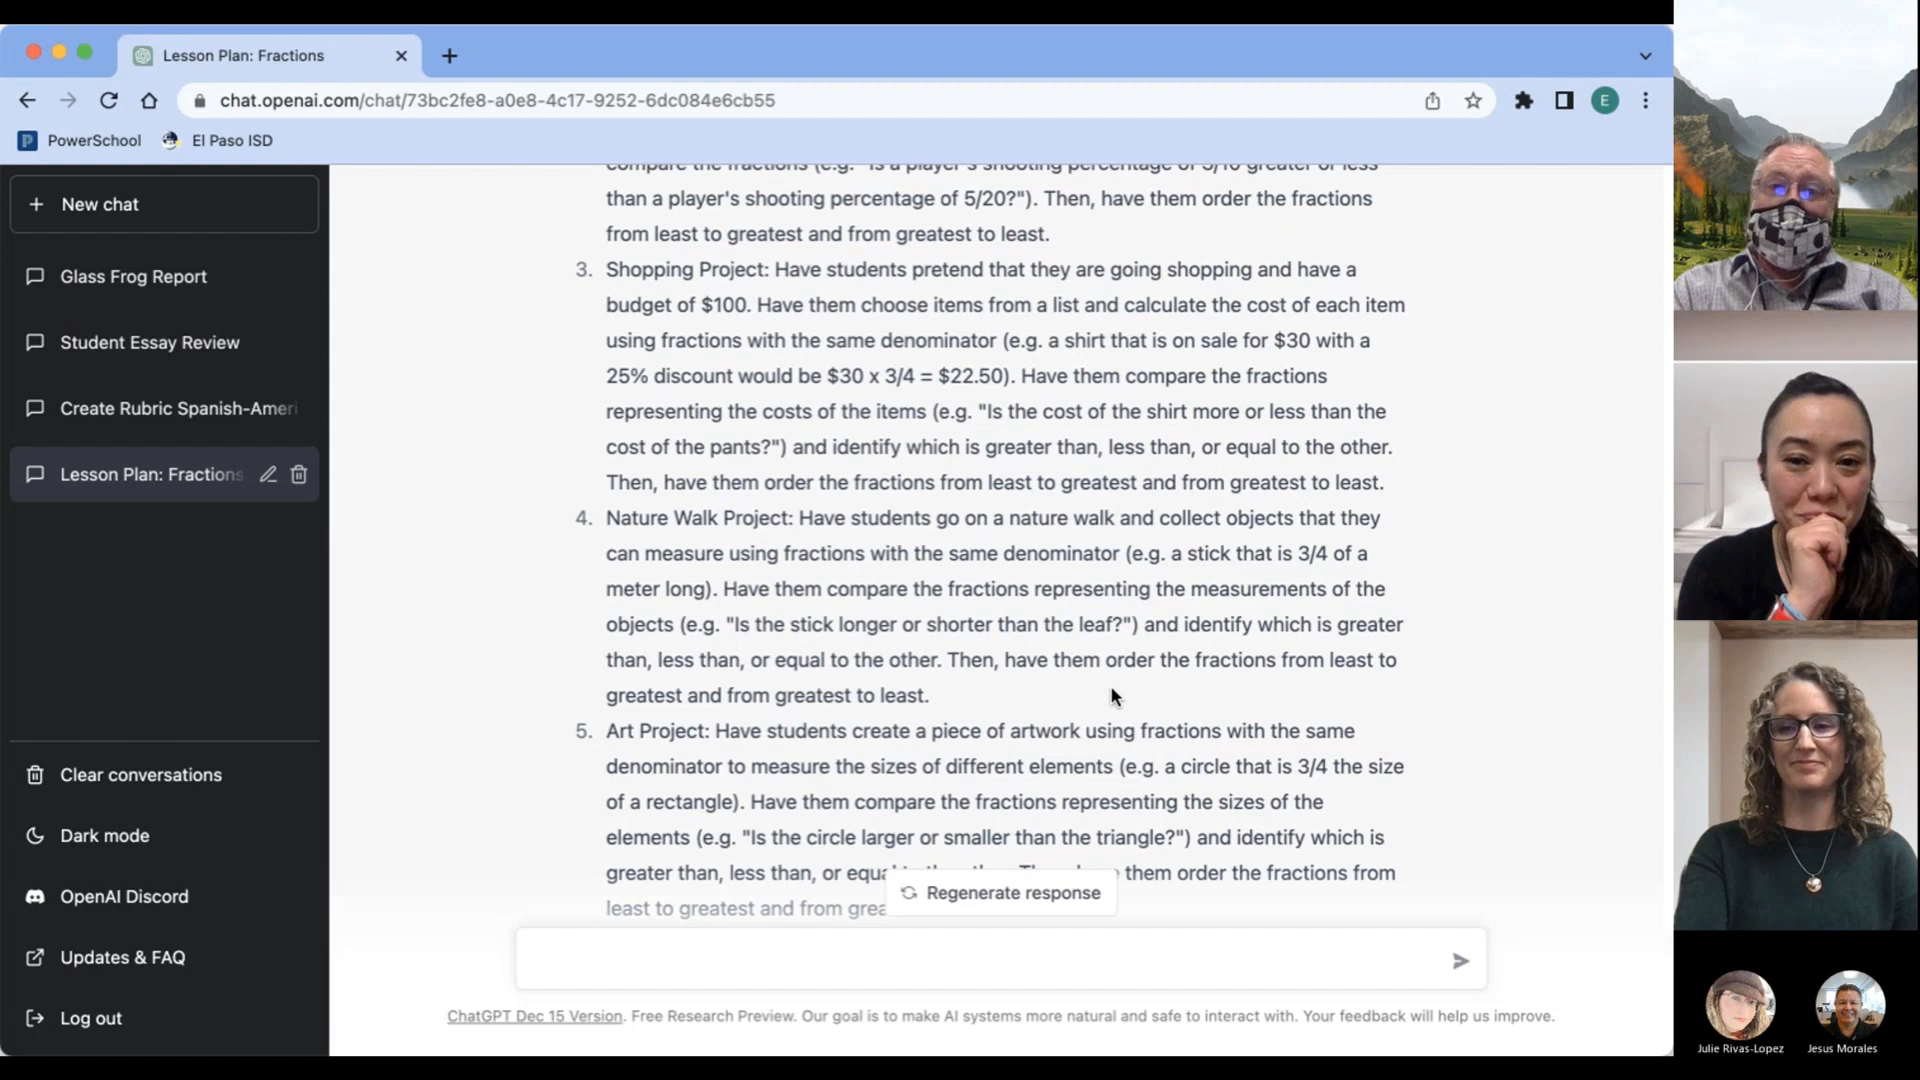 Lesson Plan: Fractions
chat.openai.com/chat/73bc2fe8-a0e8-4c17-9252-6dc084e6cb55
E
PowerSchool
El Paso ISD
New chat
Glass Frog Report
Student Essay Review
Create Rubric Spanish-Ameri
Lesson Plan: Fractions
Clear conversations
Dark mode
OpenAI Discord
Updates & FAQ
Log out
compare the fractions (e.g. "Is a player's shooting percentage of 5/10 greater or less
than a player's shooting percentage of 5/20?"). Then, have them order the fractions
from least to greatest and from greatest to least.
3. Shopping Project: Have students pretend that they are going shopping and have a
budget of $100. Have them choose items from a list and calculate the cost of each item
using fractions with the same denominator (e.g. a shirt that is on sale for $30 with a
25% discount would be $30 x 3/4 = $22.50). Have them compare the fractions
representing the costs of the items (e.g. "Is the cost of the shirt more or less than the
cost of the pants?") and identify which is greater than, less than, or equal to the other.
Then, have them order the fractions from least to greatest and from greatest to least.
4. Nature Walk Project: Have students go on a nature walk and collect objects that they
can measure using fractions with the same denominator (e.g. a stick that is 3/4 of a
meter long). Have them compare the fractions representing the measurements of the
objects (e.g. "Is the stick longer or shorter than the leaf?") and identify which is greater
than, less than, or equal to the other. Then, have them order the fractions from least to
greatest and from greatest to least.
5. Art Project: Have students create a piece of artwork using fractions with the same
denominator to measure the sizes of different elements (e.g. a circle that is 3/4 the size
of a rectangle). Have them compare the fractions representing the sizes of the
elements (e.g. "Is the circle larger or smaller than the triangle?") and identify which is
greater than, less than, or equa them order the fractions from
least to greatest and from grea
Regenerate response
ChatGPT Dec 15 Version. Free Research Preview. Our goal is to make AI systems more natural and safe to interact with. Your feedback will help us improve.
Julie Rivas-Lopez
Jesus Morales